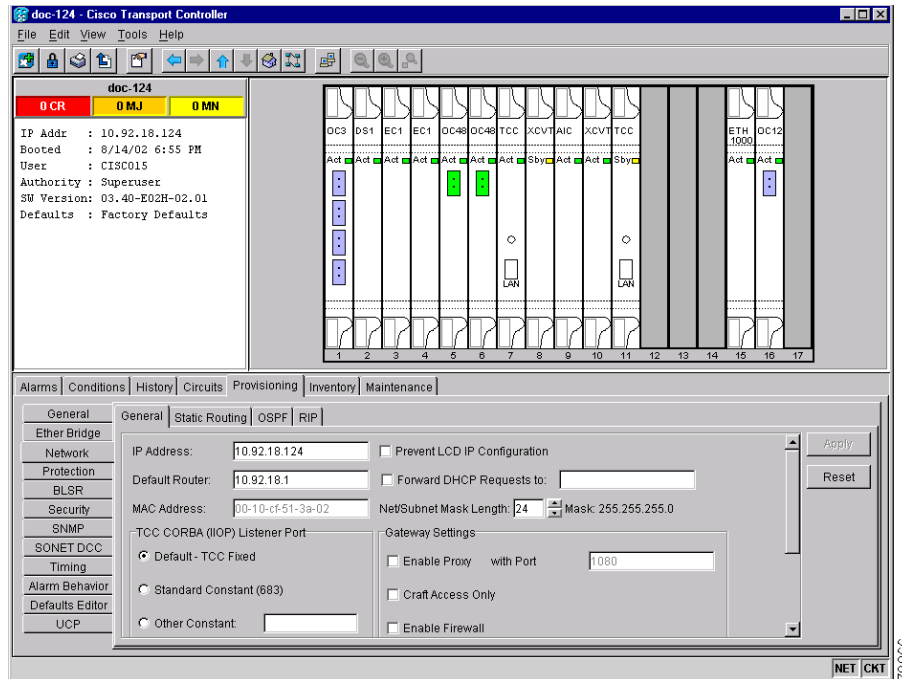 doc-124 - Cisco Transport Controller
File Edit View Tools Help
doc-124
0 CR 0 MJ 0 MN
IP Addr : 10.92.18.124
Booted : 8/14/02 6:55 PM
User : CISCO15
Authority : Superuser
SW Version: 03.40-E02H-02.01
Defaults : Factory Defaults
OC3 DS1 EC1 EC1 OC48 OC48 TCC XCVT AIC XCVT TCC ETH 1000 OC12
Act Act Act Act Act Act Act Sby Act Act Sby Act Act
LAN LAN
1 2 3 4 5 6 7 8 9 10 11 12 13 14 15 16 17
Alarms Conditions History Circuits Provisioning Inventory Maintenance
General
Ether Bridge
Network
Protection
BLSR
Security
SNMP
SONET DCC
Timing
Alarm Behavior
Defaults Editor
UCP
General Static Routing OSPF RIP
IP Address: 10.92.18.124 Prevent LCD IP Configuration
Default Router: 10.92.18.1 Forward DHCP Requests to:
MAC Address: 00-10-cf-51-3a-02 Net/Subnet Mask Length: 24 Mask: 255.255.255.0
TCC CORBA (IIOP) Listener Port
Default - TCC Fixed
Standard Constant (683)
Other Constant:
Gateway Settings
Enable Proxy with Port 1080
Craft Access Only
Enable Firewall
Apply
Reset
NET CKT